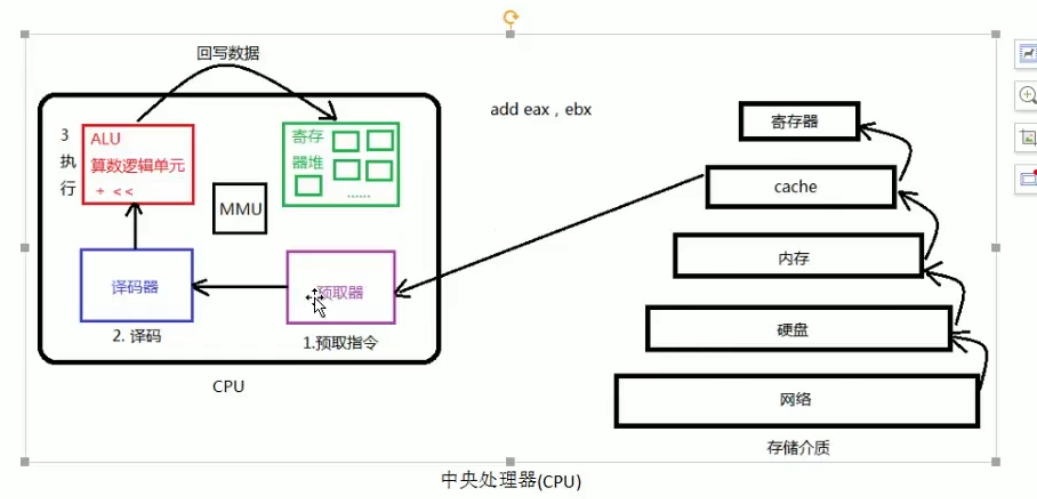 回写数据
3
执
行
ALU
算数逻辑单元
+ <<
寄存
器堆
......
MMU
译码器
预取器
2. 译码
1.预取指令
CPU
add eax , ebx
寄存器
cache
内存
硬盘
网络
存储介质
中央处理器(CPU)